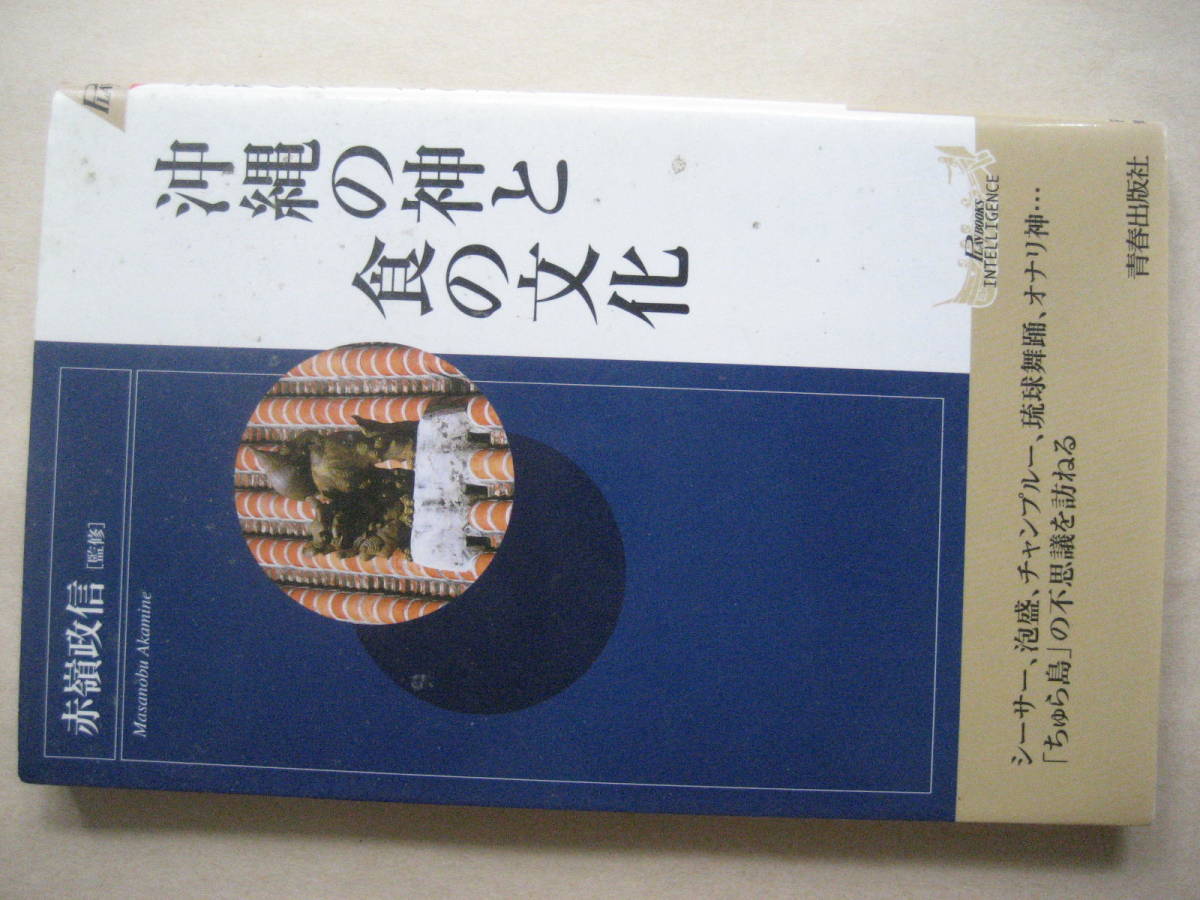 沖縄の神と
食の文化
赤嶺政信[監修]
Masanobu Akamine
PLAYBOOKS
INTELLIGENCE
シーサー、泡盛、チャンプルー、琉球舞踊、オナリ神…
「ちゅら島」の不思議を訪ねる
青春出版社